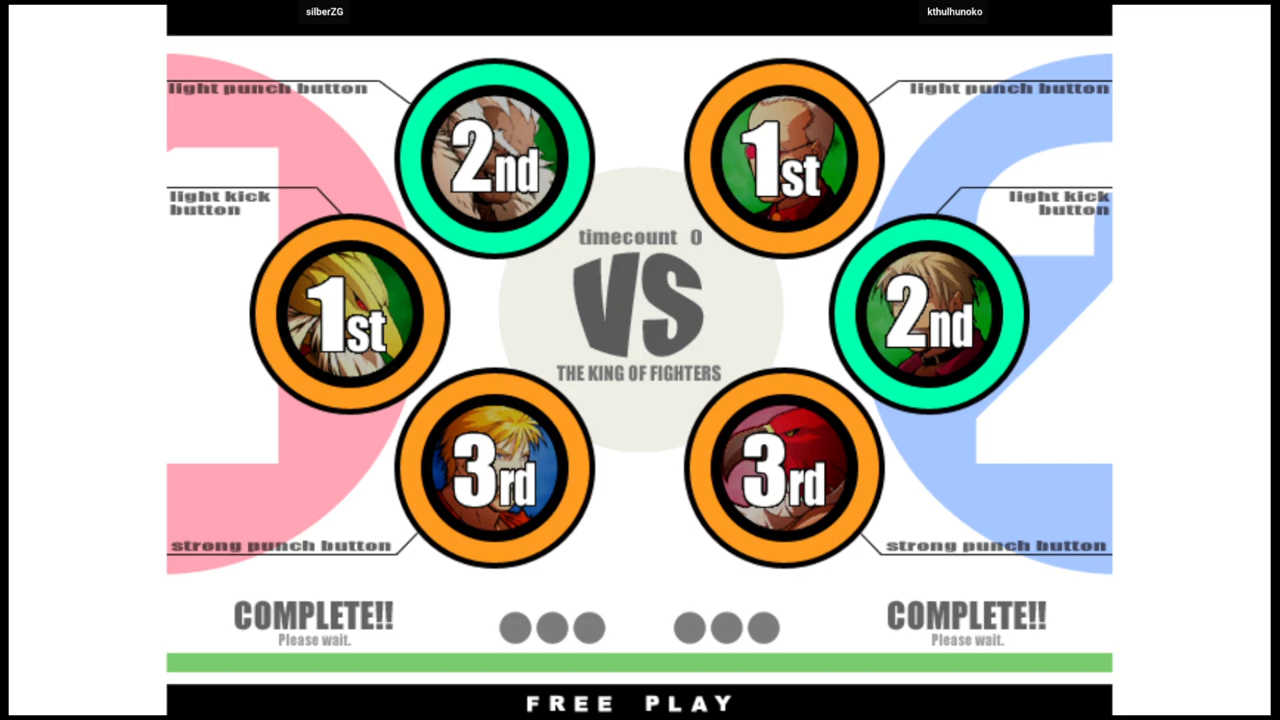 silberZG
kthulhunoko
light punch button
light punch button
2nd
1st
light kick
button
light kick
button
timecount 0
VS
THE KING OF FIGHTERS
1st
2nd
3rd
3rd
strong punch button
strong punch button
COMPLETE!!
Please wait.
COMPLETE!!
Please wait.
FREE PLAY